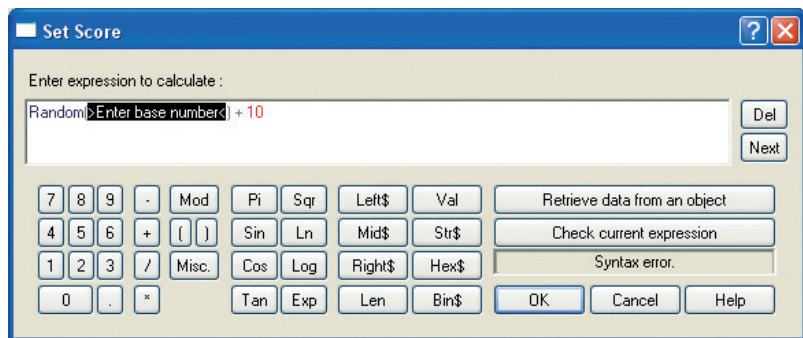 Set Score
Enter expression to calculate :
Random(>Enter base number<) + 10
Del
Next
7 8 9 - Mod Pi Sqr Left$ Val Retrieve data from an object
4 5 6 + ( ) Sin Ln Mid$ Str$ Check current expression
1 2 3 / Misc. Cos Log Right$ Hex$ Syntax error.
0 . * Tan Exp Len Bin$ OK Cancel Help